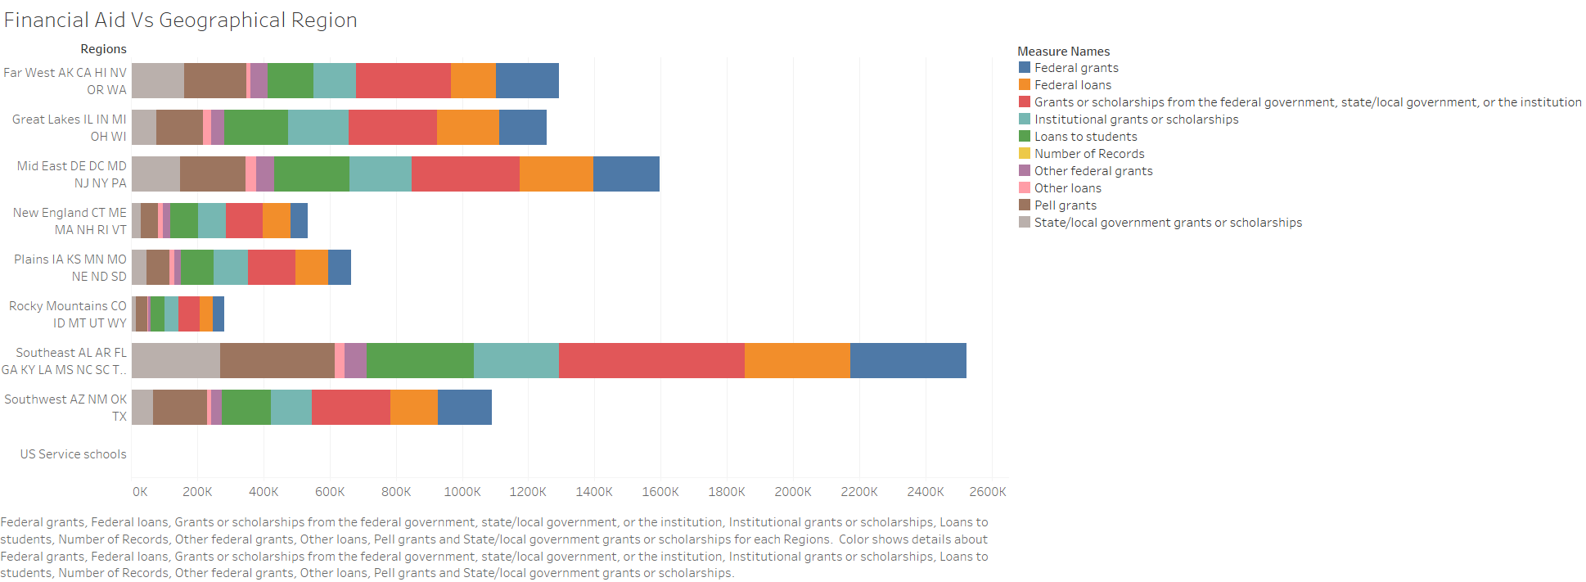 Financial Aid Vs Geographical Region
Regions
Far West AK CA HI NV
OR WA
Great Lakes IL IN MI
OH WI
Mid East DE DC MD
NJ NY PA
New England CT ME
MA NH RI VT
Plains IA KS MN MO
NE ND SD
Rocky Mountains CO
ID MT UT WY
Southeast AL AR FL
GA KY LA MS NC SC T..
Southwest AZ NM OK
TX
US Service schools
0K 200K 400K 600K 800K 1000K 1200K 1400K 1600K 1800K 2000K 2200K 2400K 2600K
Measure Names
Federal grants
Federal loans
Grants or scholarships from the federal government, state/local government, or the institution
Institutional grants or scholarships
Loans to students
Number of Records
Other federal grants
Other loans
Pell grants
State/local government grants or scholarships
Federal grants, Federal loans, Grants or scholarships from the federal government, state/local government, or the institution, Institutional grants or scholarships, Loans to
students, Number of Records, Other federal grants, Other loans, Pell grants and State/local government grants or scholarships for each Regions.  Color shows details about
Federal grants, Federal loans, Grants or scholarships from the federal government, state/local government, or the institution, Institutional grants or scholarships, Loans to
students, Number of Records, Other federal grants, Other loans, Pell grants and State/local government grants or scholarships.